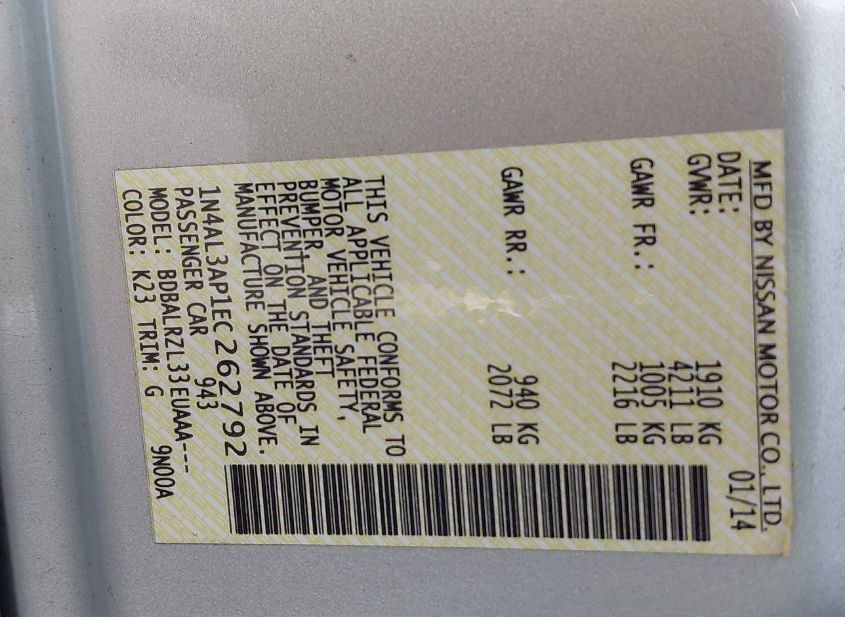 MFD BY NISSAN MOTOR CO., LTD.
DATE: 01/14
GVWR: 1910 KG
4211 LB
GAWR FR.: 1005 KG
2216 LB
GAWR RR.: 940 KG
2072 LB
THIS VEHICLE CONFORMS TO
ALL APPLICABLE FEDERAL
MOTOR VEHICLE SAFETY,
BUMPER AND THEFT
PREVENTION STANDARDS IN
EFFECT ON THE DATE OF
MANUFACTURE SHOWN ABOVE.
1N4AL3AP1EC262792
PASSENGER CAR 943
MODEL: BDBALRZL33EUAAA---
COLOR: K23 TRIM: G 9N00A